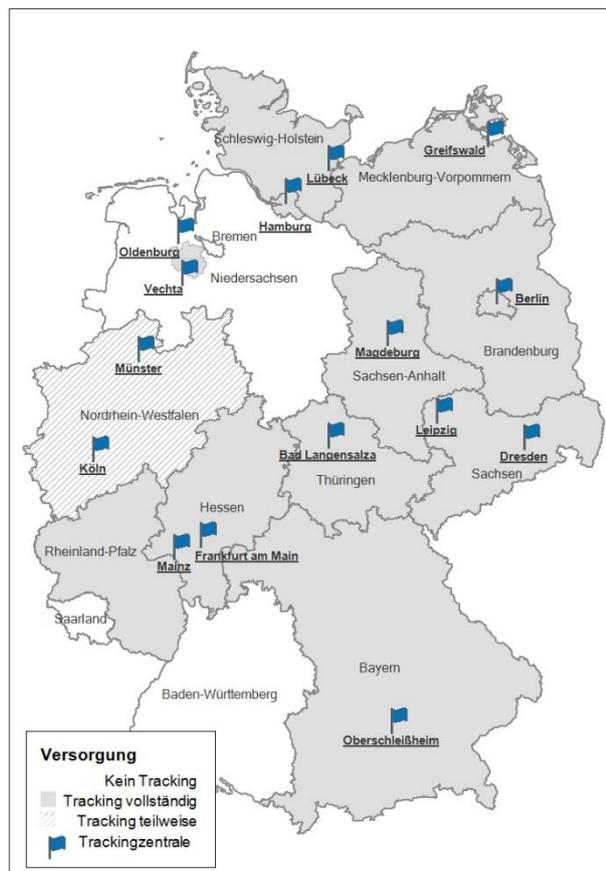 Schleswig-Holstein
Greifswald
Lübeck
Mecklenburg-Vorpommern
Hamburg
Bremen
Oldenburg
Niedersachsen
Vechta
Berlin
Magdeburg
Brandenburg
Münster
Sachsen-Anhalt
Nordrhein-Westfalen
Leipzig
Bad Langensalza
Dresden
Köln
Sachsen
Thüringen
Hessen
Rheinland-Pfalz
Frankfurt am Main
Mainz
Saarland
Bayern
Baden-Württemberg
Oberschleißheim
Versorgung
Kein Tracking
Tracking vollständig
Tracking teilweise
Trackingzentrale